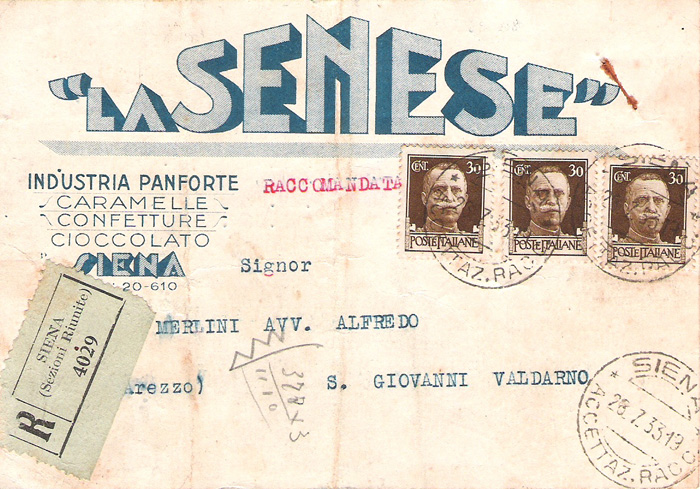 "LA SENESE"
INDUSTRIA PANFORTE
CARAMELLE
CONFETTURE
CIOCCOLATO
SIENA
20-610
RACCOMANDATA
CENT. 30
POSTE ITALIANE
CENT. 30
POSTE ITALIANE
CENT. 30
POSTE ITALIANE
Signor
MERLINI AVV. ALFREDO
Arezzo) S. GIOVANNI VALDARNO
R
SIENA
(Sezioni Riunite)
4029
SIENA
* ACCETTAZ. RACC
28.7.33-19